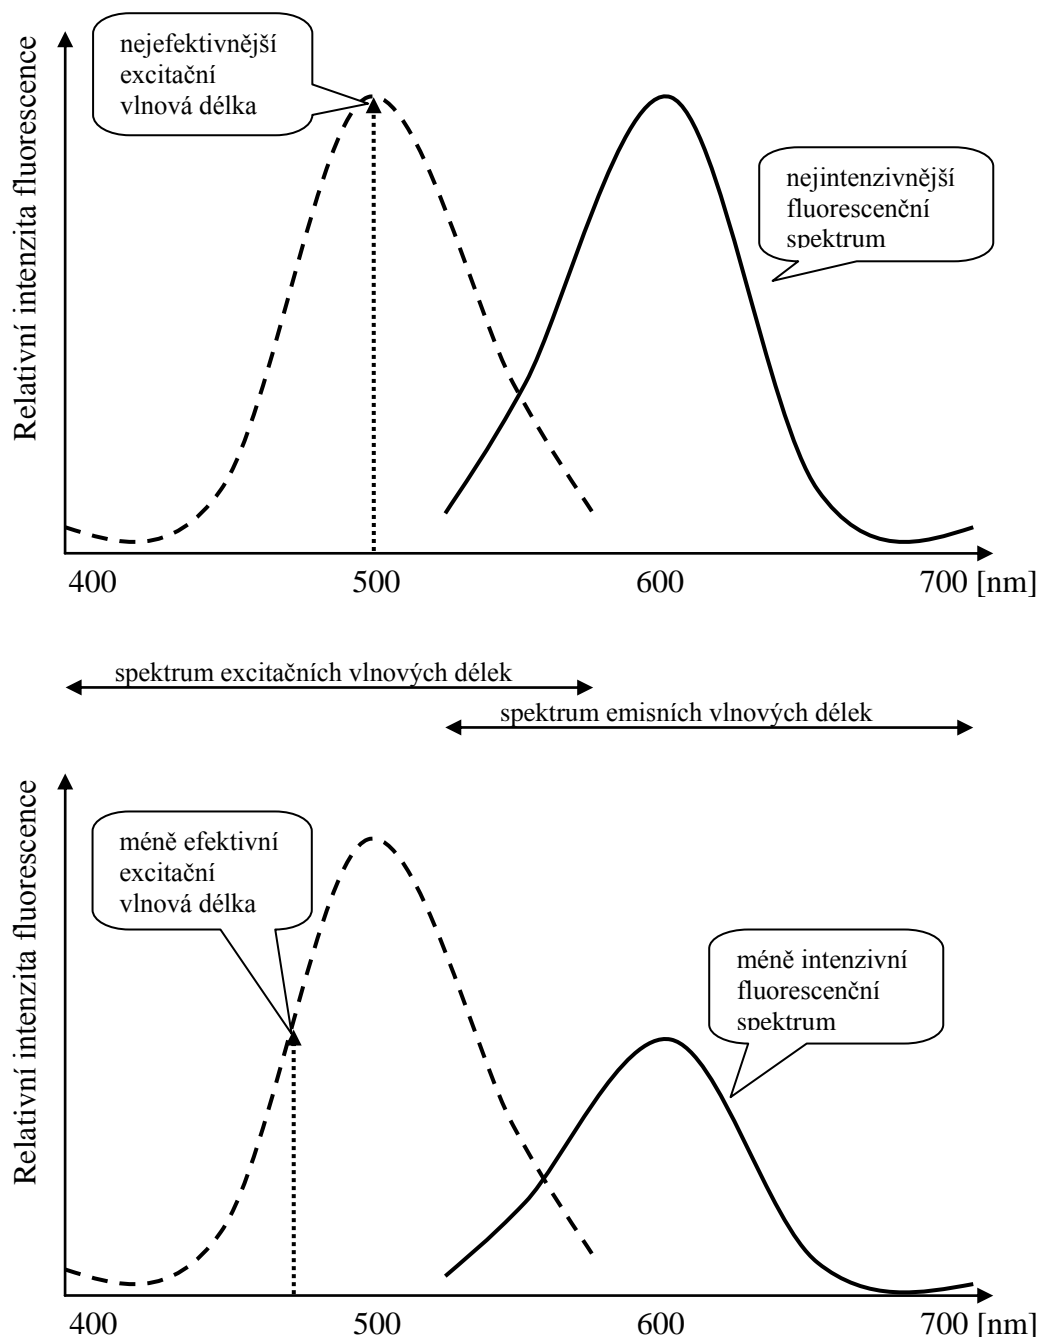 nejefektivnější
excitační
vlnová délka
nejintenzivnější
fluorescenční
spektrum
Relativní intenzita fluorescence
400 500 600 700 [nm]
spektrum excitačních vlnových délek
spektrum emisních vlnových délek
méně efektivní
excitační
vlnová délka
méně intenzivní
fluorescenční
spektrum
Relativní intenzita fluorescence
400 500 600 700 [nm]